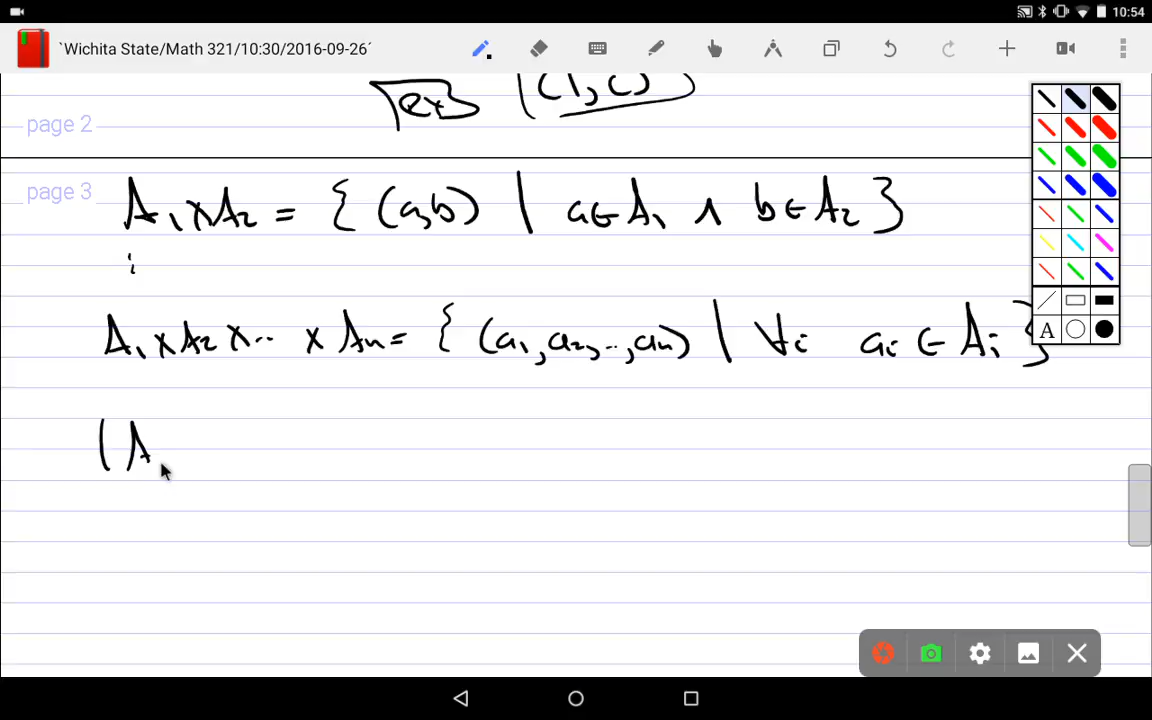 10:54
`Wichita State/Math 321/10:30/2016-09-26´
ex (1,c)
page 2
page 3
A₁×A₂ = { (a,b) | a∈A₁ ∧ b∈A₂ }
⋮
A₁×A₂×… × Aₙ = { (a₁,a₂,…,aₙ) | ∀i aᵢ ∈ Aᵢ }
(A
A